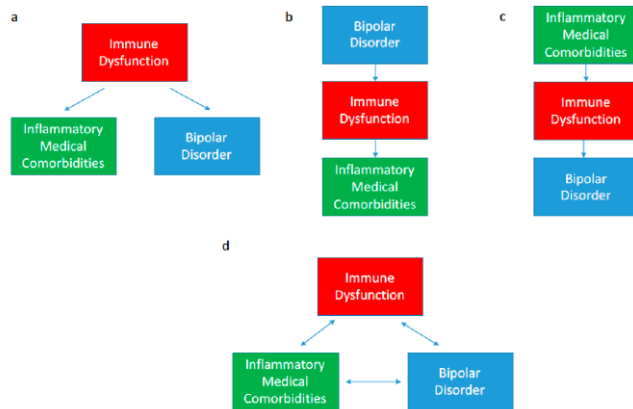 a
Immune
Dysfunction
Inflammatory
Medical
Comorbidities
Bipolar
Disorder
b
Bipolar
Disorder
Immune
Dysfunction
Inflammatory
Medical
Comorbidities
c
Inflammatory
Medical
Comorbidities
Immune
Dysfunction
Bipolar
Disorder
d
Immune
Dysfunction
Inflammatory
Medical
Comorbidities
Bipolar
Disorder